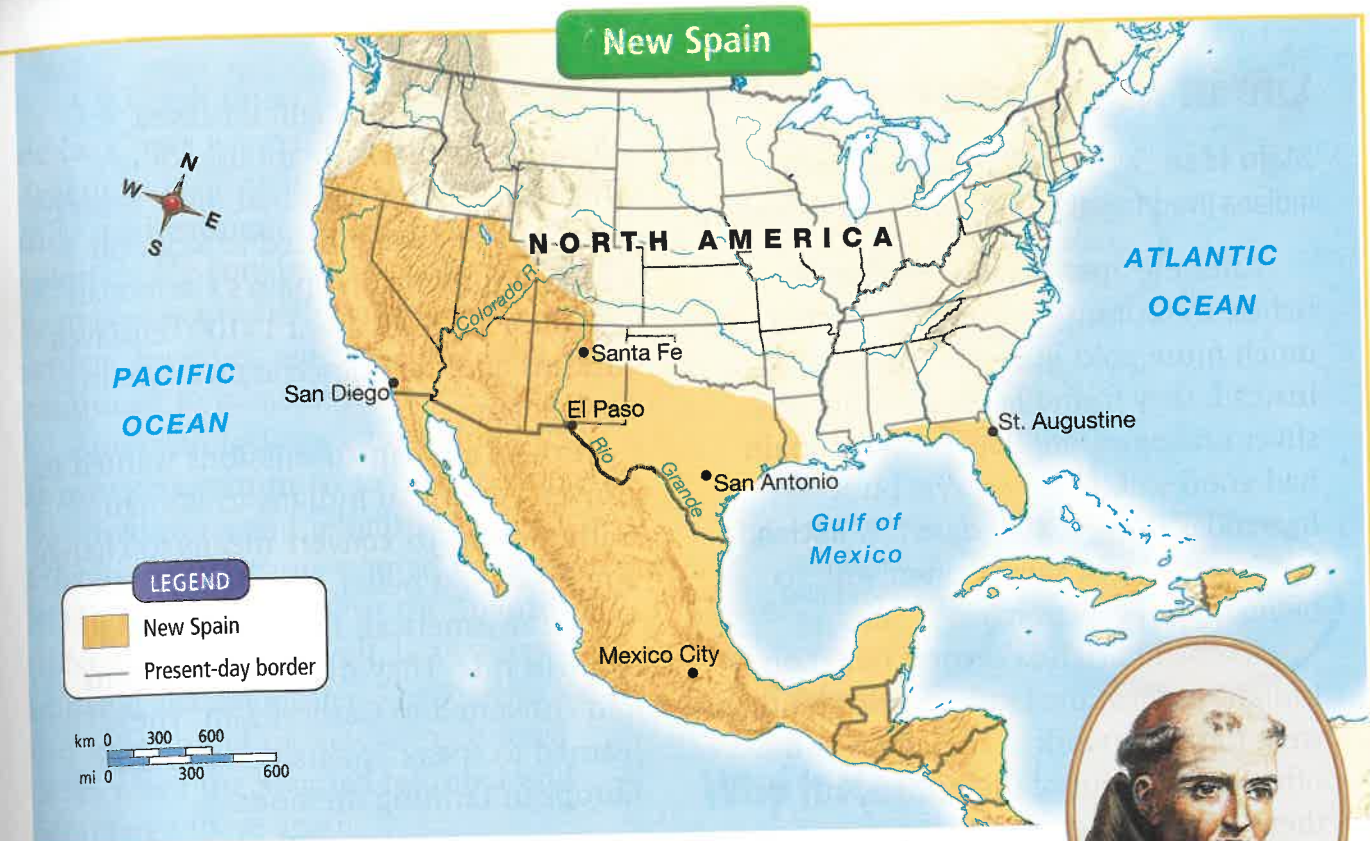 New Spain
N
W
E
S
NORTH AMERICA
ATLANTIC
OCEAN
Colorado R.
Santa Fe
PACIFIC
OCEAN
San Diego
El Paso
St. Augustine
Rio
Grande
San Antonio
Gulf of
Mexico
LEGEND
New Spain
Present-day border
Mexico City
km 0 300 600
mi 0 300 600